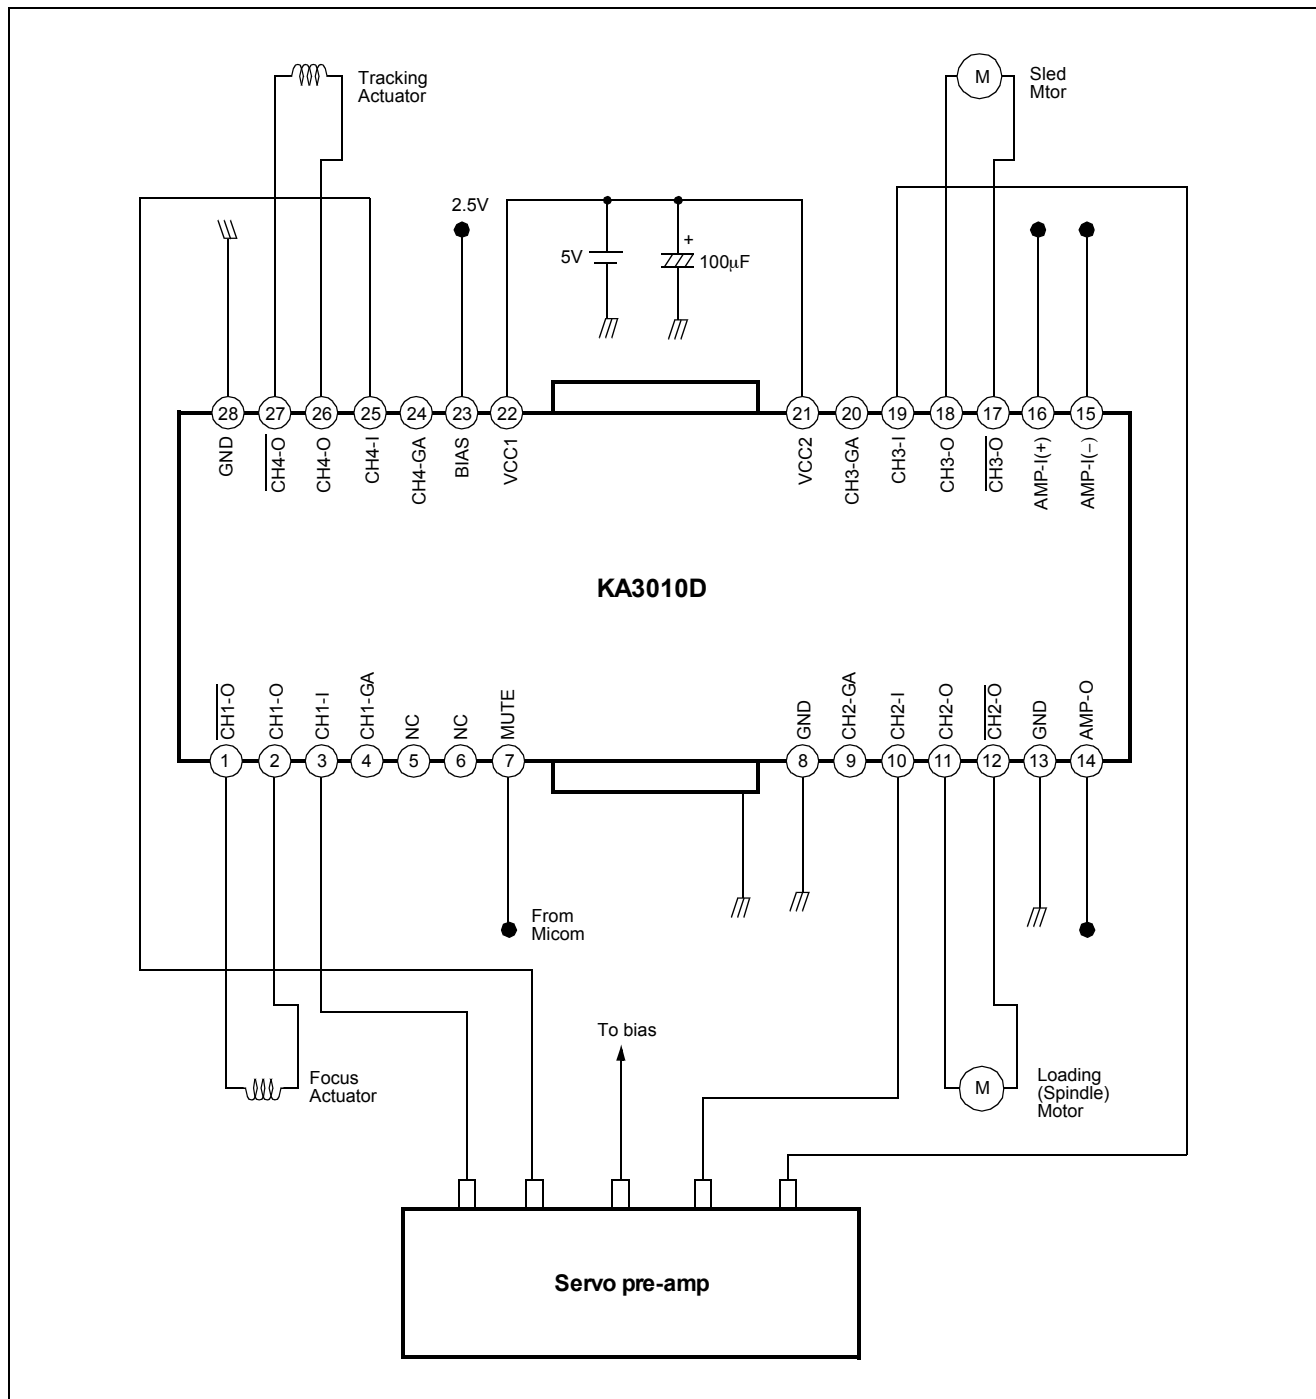 Tracking
Actuator
M
Sled
Mtor
2.5V
5V
+
100µF
28 27 26 25 24 23 22 21 20 19 18 17 16 15
GND
CH4-O
CH4-O
CH4-I
CH4-GA
BIAS
VCC1
VCC2
CH3-GA
CH3-I
CH3-O
CH3-O
AMP-I(+)
AMP-I(−)
KA3010D
CH1-O
CH1-O
CH1-I
CH1-GA
NC
NC
MUTE
GND
CH2-GA
CH2-I
CH2-O
CH2-O
GND
AMP-O
1 2 3 4 5 6 7 8 9 10 11 12 13 14
From
Micom
To bias
Focus
Actuator
M
Loading
(Spindle)
Motor
Servo pre-amp